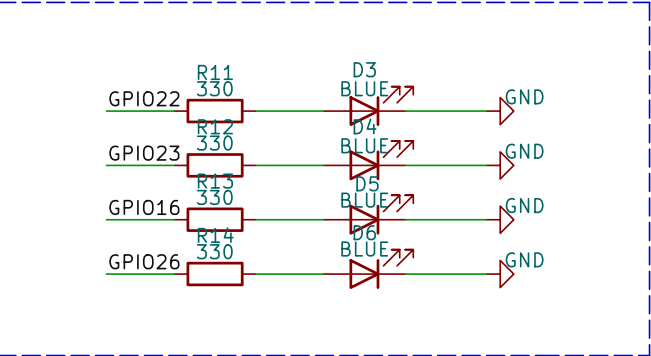 R11
330
D3
BLUE
GPIO22
GND
R12
330
D4
BLUE
GPIO23
GND
R13
330
D5
BLUE
GPIO16
GND
R14
330
D6
BLUE
GPIO26
GND